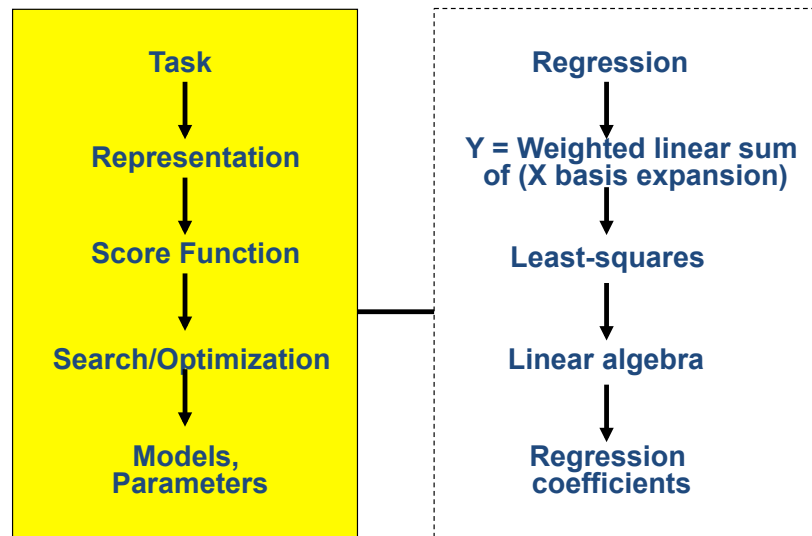 Task
Representation
Score Function
Search/Optimization
Models,
Parameters
Regression
Y = Weighted linear sum
of (X basis expansion)
Least-squares
Linear algebra
Regression
coefficients